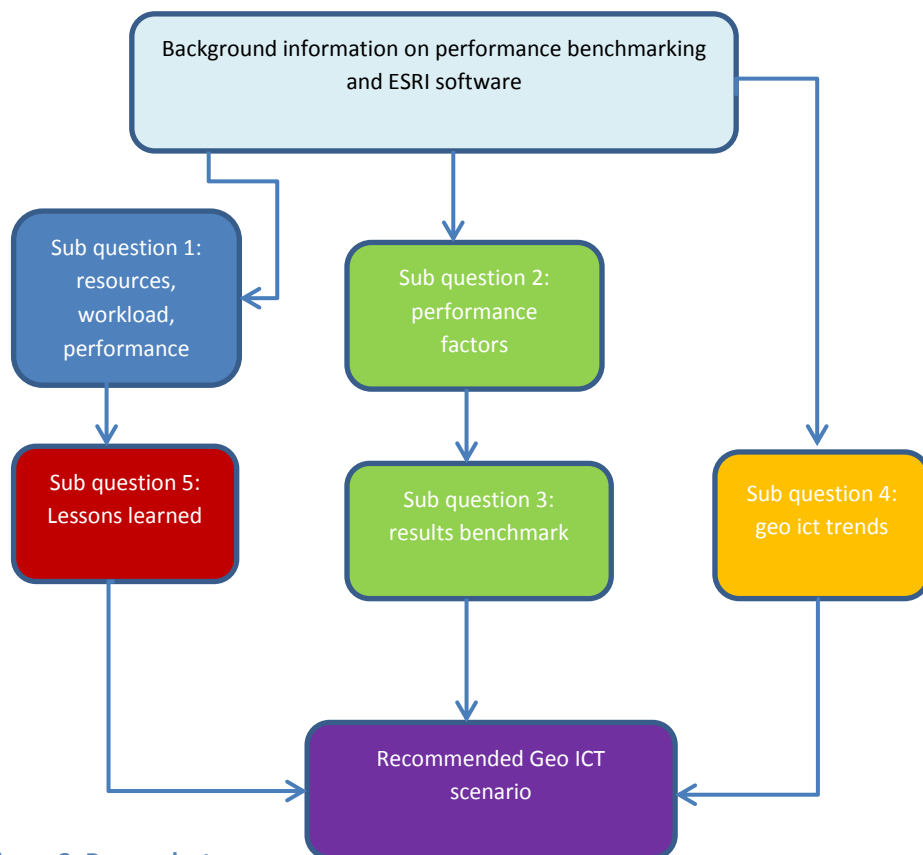 Background information on performance benchmarking
and ESRI software
Sub question 1:
resources,
workload,
performance
Sub question 2:
performance
factors
Sub question 5:
Lessons learned
Sub question 3:
results benchmark
Sub question 4:
geo ict trends
Recommended Geo ICT
scenario